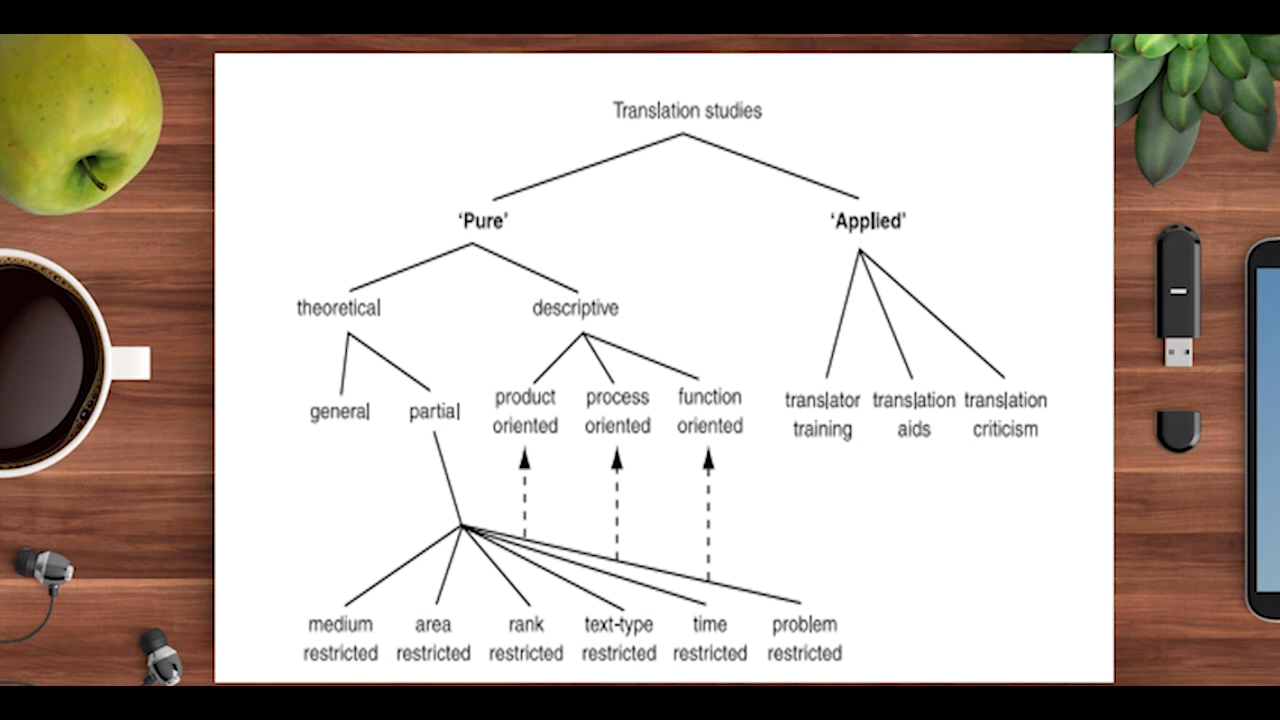 Translation studies
‘Pure’ ‘Applied’
theoretical descriptive
general partial
product oriented
process oriented
function oriented
translator training
translation aids
translation criticism
medium restricted
area restricted
rank restricted
text-type restricted
time restricted
problem restricted